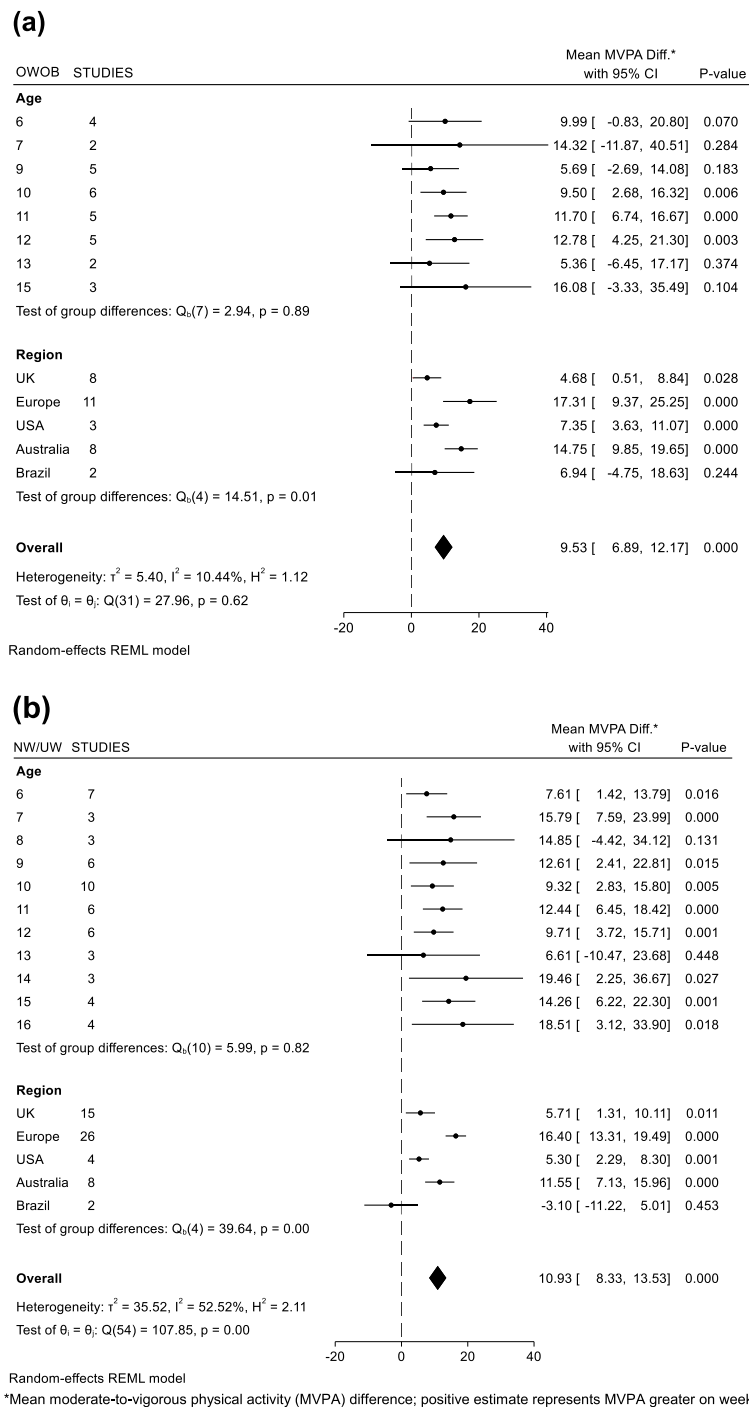 (a)
Mean MVPA Diff.*
OWOB STUDIES with 95% CI P-value
Age
6 4 9.99 [ -0.83, 20.80] 0.070
7 2 14.32 [ -11.87, 40.51] 0.284
9 5 5.69 [ -2.69, 14.08] 0.183
10 6 9.50 [ 2.68, 16.32] 0.006
11 5 11.70 [ 6.74, 16.67] 0.000
12 5 12.78 [ 4.25, 21.30] 0.003
13 2 5.36 [ -6.45, 17.17] 0.374
15 3 16.08 [ -3.33, 35.49] 0.104
Test of group differences: Q_b(7) = 2.94, p = 0.89
Region
UK 8 4.68 [ 0.51, 8.84] 0.028
Europe 11 17.31 [ 9.37, 25.25] 0.000
USA 3 7.35 [ 3.63, 11.07] 0.000
Australia 8 14.75 [ 9.85, 19.65] 0.000
Brazil 2 6.94 [ -4.75, 18.63] 0.244
Test of group differences: Q_b(4) = 14.51, p = 0.01
Overall 9.53 [ 6.89, 12.17] 0.000
Heterogeneity: τ² = 5.40, I² = 10.44%, H² = 1.12
Test of θᵢ = θⱼ: Q(31) = 27.96, p = 0.62
-20 0 20 40
Random-effects REML model
(b)
Mean MVPA Diff.*
NW/UW STUDIES with 95% CI P-value
Age
6 7 7.61 [ 1.42, 13.79] 0.016
7 3 15.79 [ 7.59, 23.99] 0.000
8 3 14.85 [ -4.42, 34.12] 0.131
9 6 12.61 [ 2.41, 22.81] 0.015
10 10 9.32 [ 2.83, 15.80] 0.005
11 6 12.44 [ 6.45, 18.42] 0.000
12 6 9.71 [ 3.72, 15.71] 0.001
13 3 6.61 [ -10.47, 23.68] 0.448
14 3 19.46 [ 2.25, 36.67] 0.027
15 4 14.26 [ 6.22, 22.30] 0.001
16 4 18.51 [ 3.12, 33.90] 0.018
Test of group differences: Q_b(10) = 5.99, p = 0.82
Region
UK 15 5.71 [ 1.31, 10.11] 0.011
Europe 26 16.40 [ 13.31, 19.49] 0.000
USA 4 5.30 [ 2.29, 8.30] 0.001
Australia 8 11.55 [ 7.13, 15.96] 0.000
Brazil 2 -3.10 [ -11.22, 5.01] 0.453
Test of group differences: Q_b(4) = 39.64, p = 0.00
Overall 10.93 [ 8.33, 13.53] 0.000
Heterogeneity: τ² = 35.52, I² = 52.52%, H² = 2.11
Test of θᵢ = θⱼ: Q(54) = 107.85, p = 0.00
-20 0 20 40
Random-effects REML model
*Mean moderate-to-vigorous physical activity (MVPA) difference; positive estimate represents MVPA greater on week